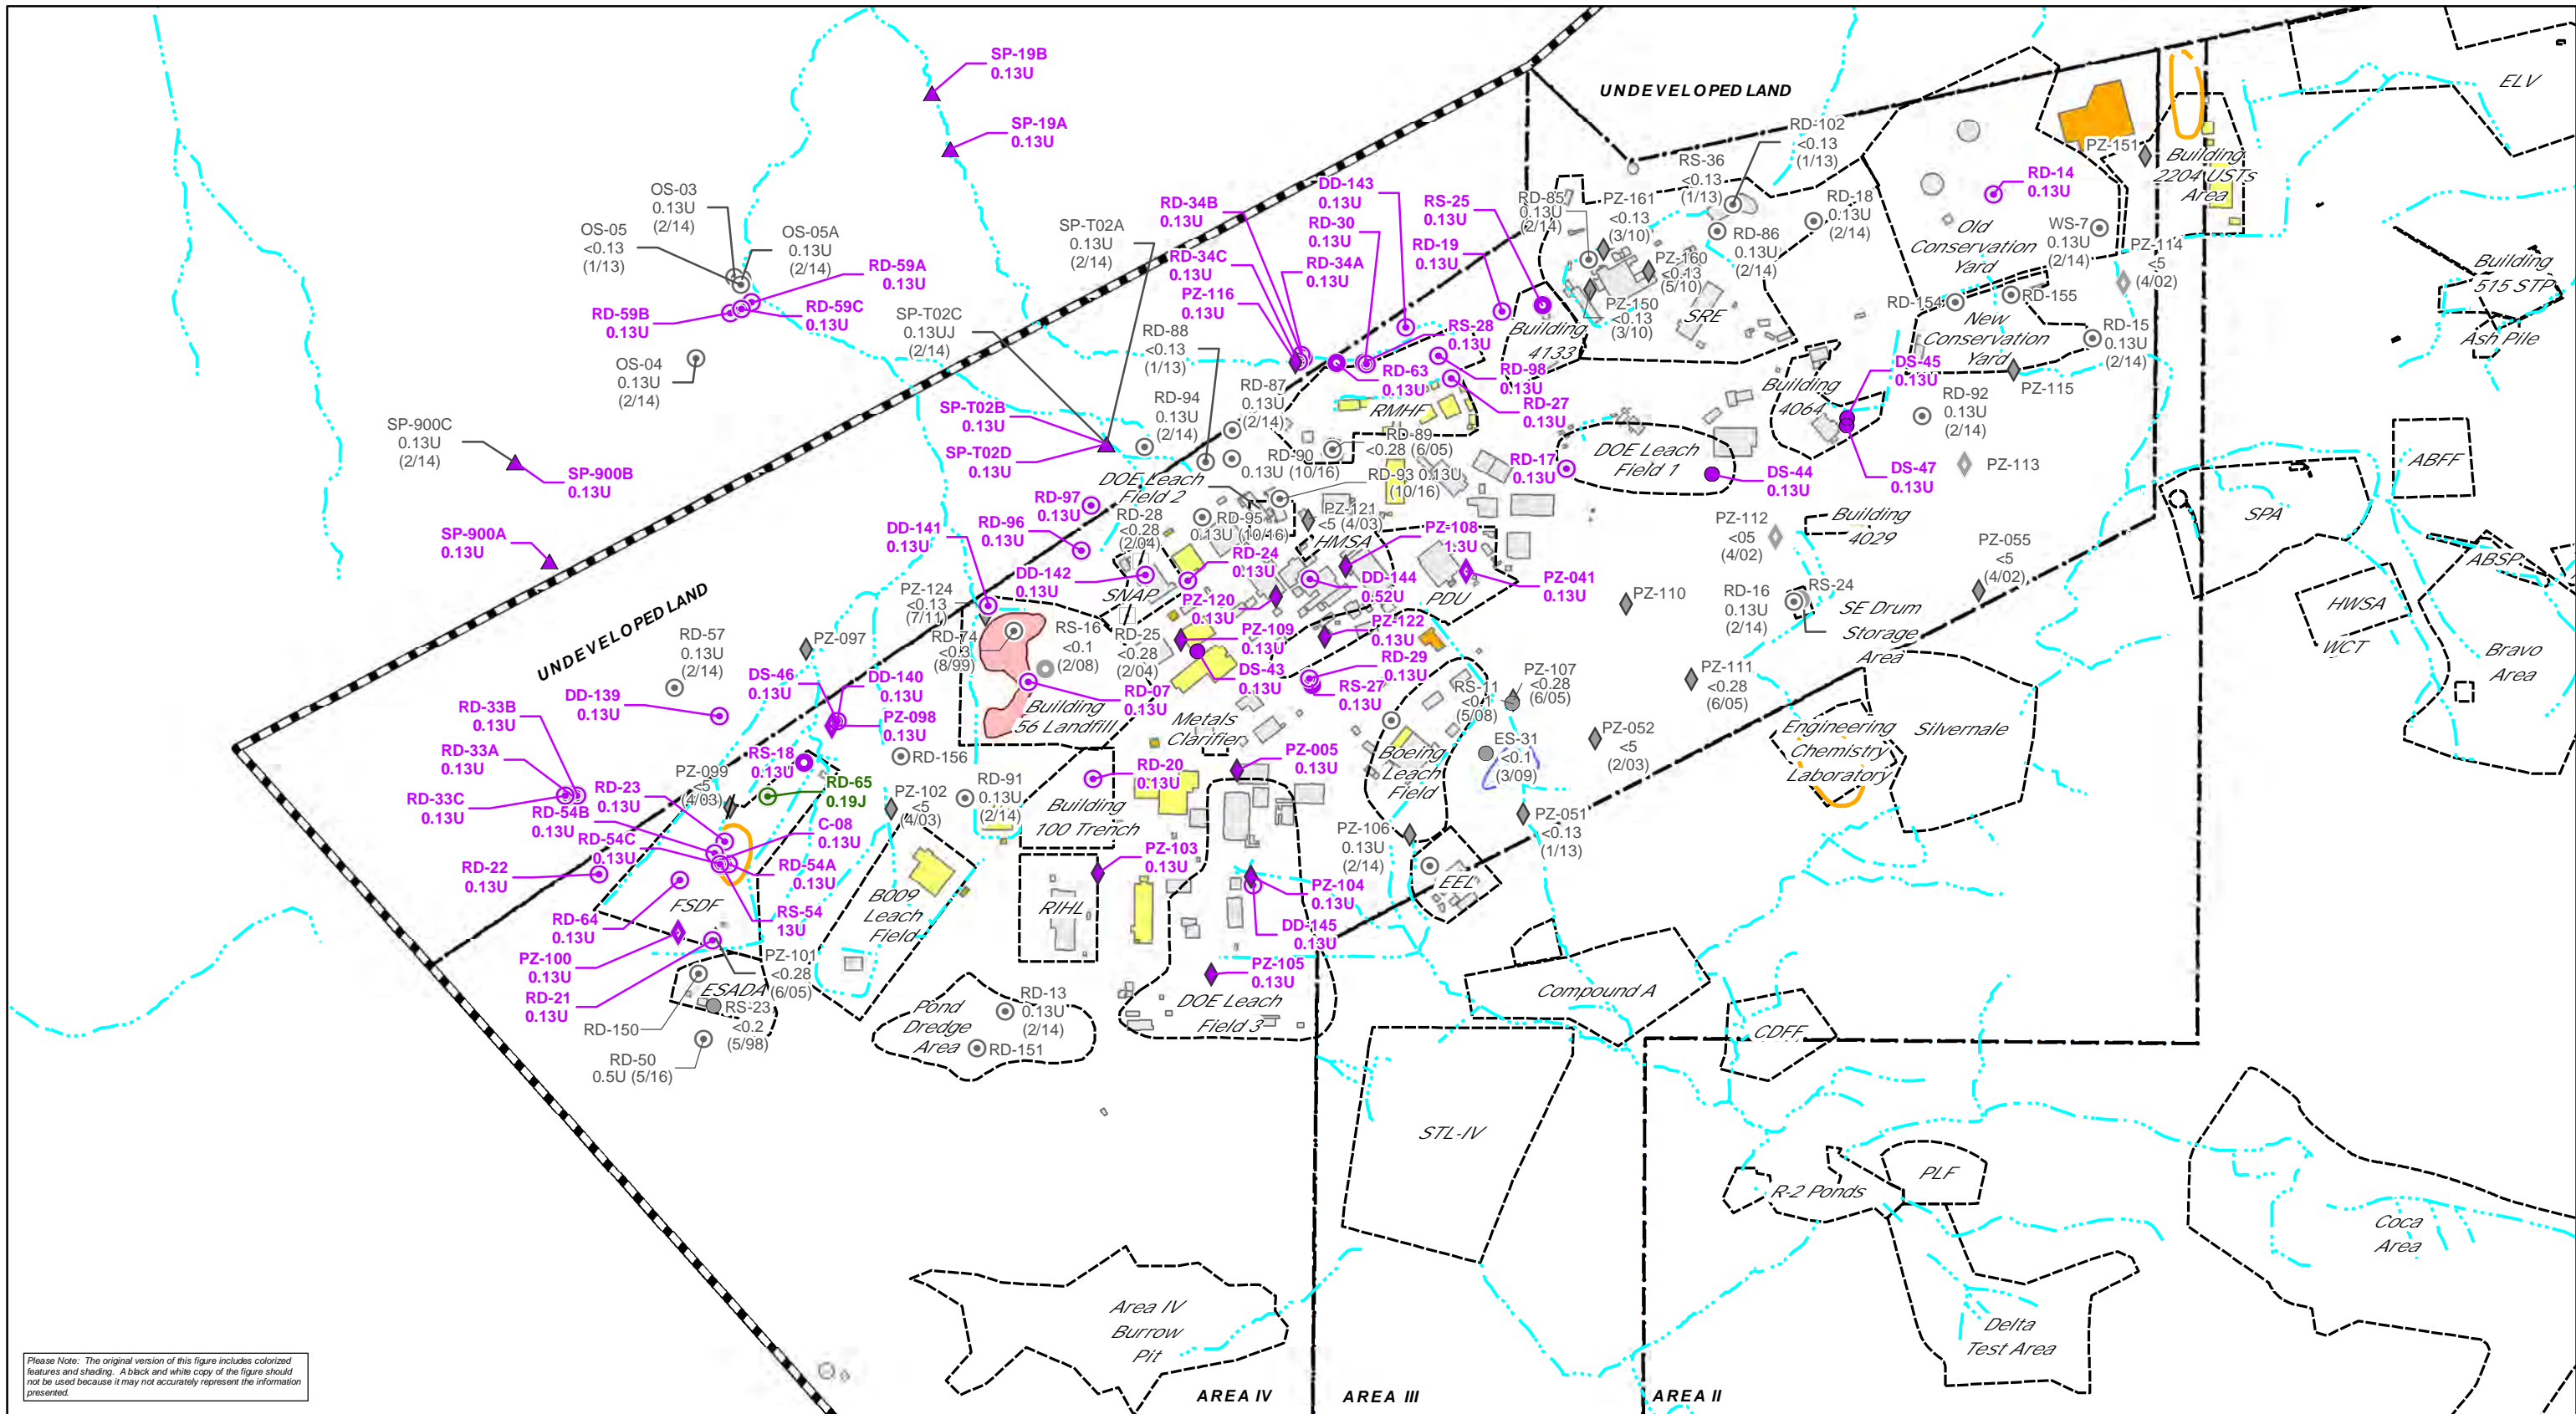 SP-19B
0.13U
SP-19A
0.13U
UNDEVELOPED LAND
ELV
RD-102
<0.13
(1/13)
RS-36
<0.13
(1/13)
PZ-151
Building
2204 USTs
Area
RD-14
0.13U
OS-03
0.13U
(2/14)
OS-05
<0.13
(1/13)
OS-05A
0.13U
(2/14)
RD-59A
0.13U
RD-59B
0.13U
RD-59C
0.13U
OS-04
0.13U
(2/14)
SP-T02A
0.13U
(2/14)
SP-T02C
0.13UJ
(2/14)
RD-34B
0.13U
DD-143
0.13U
RD-30
0.13U
RS-25
0.13U
RD-19
0.13U
RD-34C
0.13U
RD-34A
0.13U
PZ-116
0.13U
RD-85
0.13U
(2/14)
PZ-161
<0.13
(3/10)
RD-86
0.13U
(2/14)
RD-18
0.13U
(2/14)
PZ-160
<0.13
(5/10)
PZ-150
<0.13
(3/10)
SRE
Old
Conservation
Yard
WS-7
0.13U
(2/14)
PZ-114
<5
(4/02)
Building
515 STP
Ash Pile
RD-154
RD-155
New
Conservation
Yard
RD-15
0.13U
(2/14)
PZ-115
Building
4133
RS-28
0.13U
RD-63
0.13U
RD-98
0.13U
RD-27
0.13U
RMHF
RD-88
<0.13
(1/13)
RD-94
0.13U
(2/14)
RD-87
0.13U
(2/14)
RD-89
<0.28 (6/05)
RD-90
0.13U (10/16)
RD-93 0.13U
(10/16)
SP-T02B
0.13U
SP-T02D
0.13U
SP-900C
0.13U
(2/14)
SP-900B
0.13U
SP-900A
0.13U
Building
4064
DS-45
0.13U
DS-47
0.13U
RD-92
0.13U
(2/14)
PZ-113
DOE Leach
Field 1
RD-17
0.13U
DS-44
0.13U
ABFF
SPA
DOE Leach
Field 2
RD-97
0.13U
RD-96
0.13U
DD-141
0.13U
DD-142
0.13U
RD-28
<0.28
(2/04)
RD-95
0.13U (10/16)
PZ-121
<5 (4/03)
HMSA
PZ-108
1.3U
RD-24
0.13U
DD-144
0.52U
PZ-041
0.13U
PDU
PZ-120
0.13U
SNAP
PZ-112
<05
(4/02)
Building
4029
PZ-055
<5
(4/02)
PZ-110
RD-16
0.13U
(2/14)
RS-24
SE Drum
Storage
Area
ABSP
HWSA
WCT
Bravo
Area
UNDEVELOPED LAND
PZ-124
<0.13
(7/11)
RD-74
<0.3
(8/99)
RS-16
<0.1
(2/08)
RD-25
<0.28
(2/04)
PZ-109
0.13U
PZ-122
0.13U
DS-43
0.13U
RD-29
0.13U
RS-27
0.13U
RD-07
0.13U
Building
56 Landfill
Metals
Clarifier
PZ-097
RD-57
0.13U
(2/14)
DD-139
0.13U
DS-46
0.13U
DD-140
0.13U
PZ-098
0.13U
RD-33B
0.13U
RD-33A
0.13U
RD-33C
0.13U
RS-18
0.13U
RD-65
0.19J
RD-156
PZ-099
<5
(4/03)
RD-23
0.13U
RD-54B
0.13U
RD-54C
0.13U
C-08
0.13U
RD-54A
0.13U
RD-22
0.13U
RD-64
0.13U
FSDF
RS-54
13U
PZ-100
0.13U
RD-21
0.13U
PZ-101
<0.28
(6/05)
ESADA
RS-23
<0.2
(5/98)
RD-150
RD-50
0.5U (5/16)
PZ-102
<5
(4/03)
RD-91
0.13U
(2/14)
RD-20
0.13U
Building
100 Trench
PZ-005
0.13U
B009
Leach
Field
RIHL
PZ-103
0.13U
PZ-104
0.13U
DD-145
0.13U
PZ-105
0.13U
DOE Leach
Field 3
Pond
Dredge
Area
RD-13
0.13U
(2/14)
RD-151
RS-11
<0.1
(5/08)
PZ-107
<0.28
(6/05)
PZ-111
<0.28
(6/05)
PZ-052
<5
(2/03)
ES-31
<0.1
(3/09)
Boeing
Leach
Field
PZ-051
<0.13
(1/13)
PZ-106
0.13U
(2/14)
EEL
Engineering
Chemistry
Laboratory
Silvernale
Compound A
CDFF
STL-IV
PLF
R-2 Ponds
Coca
Area
Delta
Test Area
Area IV
Burrow
Pit
AREA IV
AREA III
AREA II
Please Note: The original version of this figure includes colorized
features and shading. A black and white copy of the figure should
not be used because it may not accurately represent the information
presented.